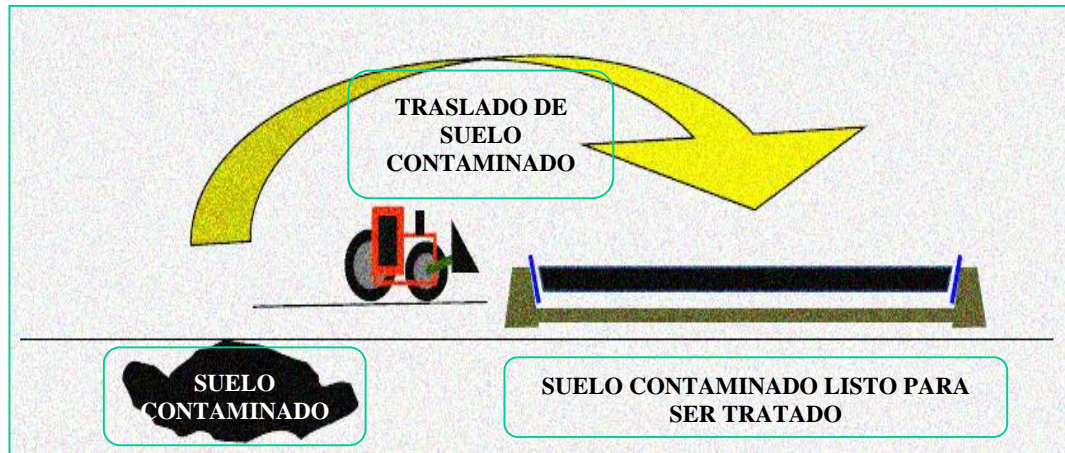 TRASLADO DE
SUELO
CONTAMINADO
SUELO
CONTAMINADO
SUELO CONTAMINADO LISTO PARA
SER TRATADO